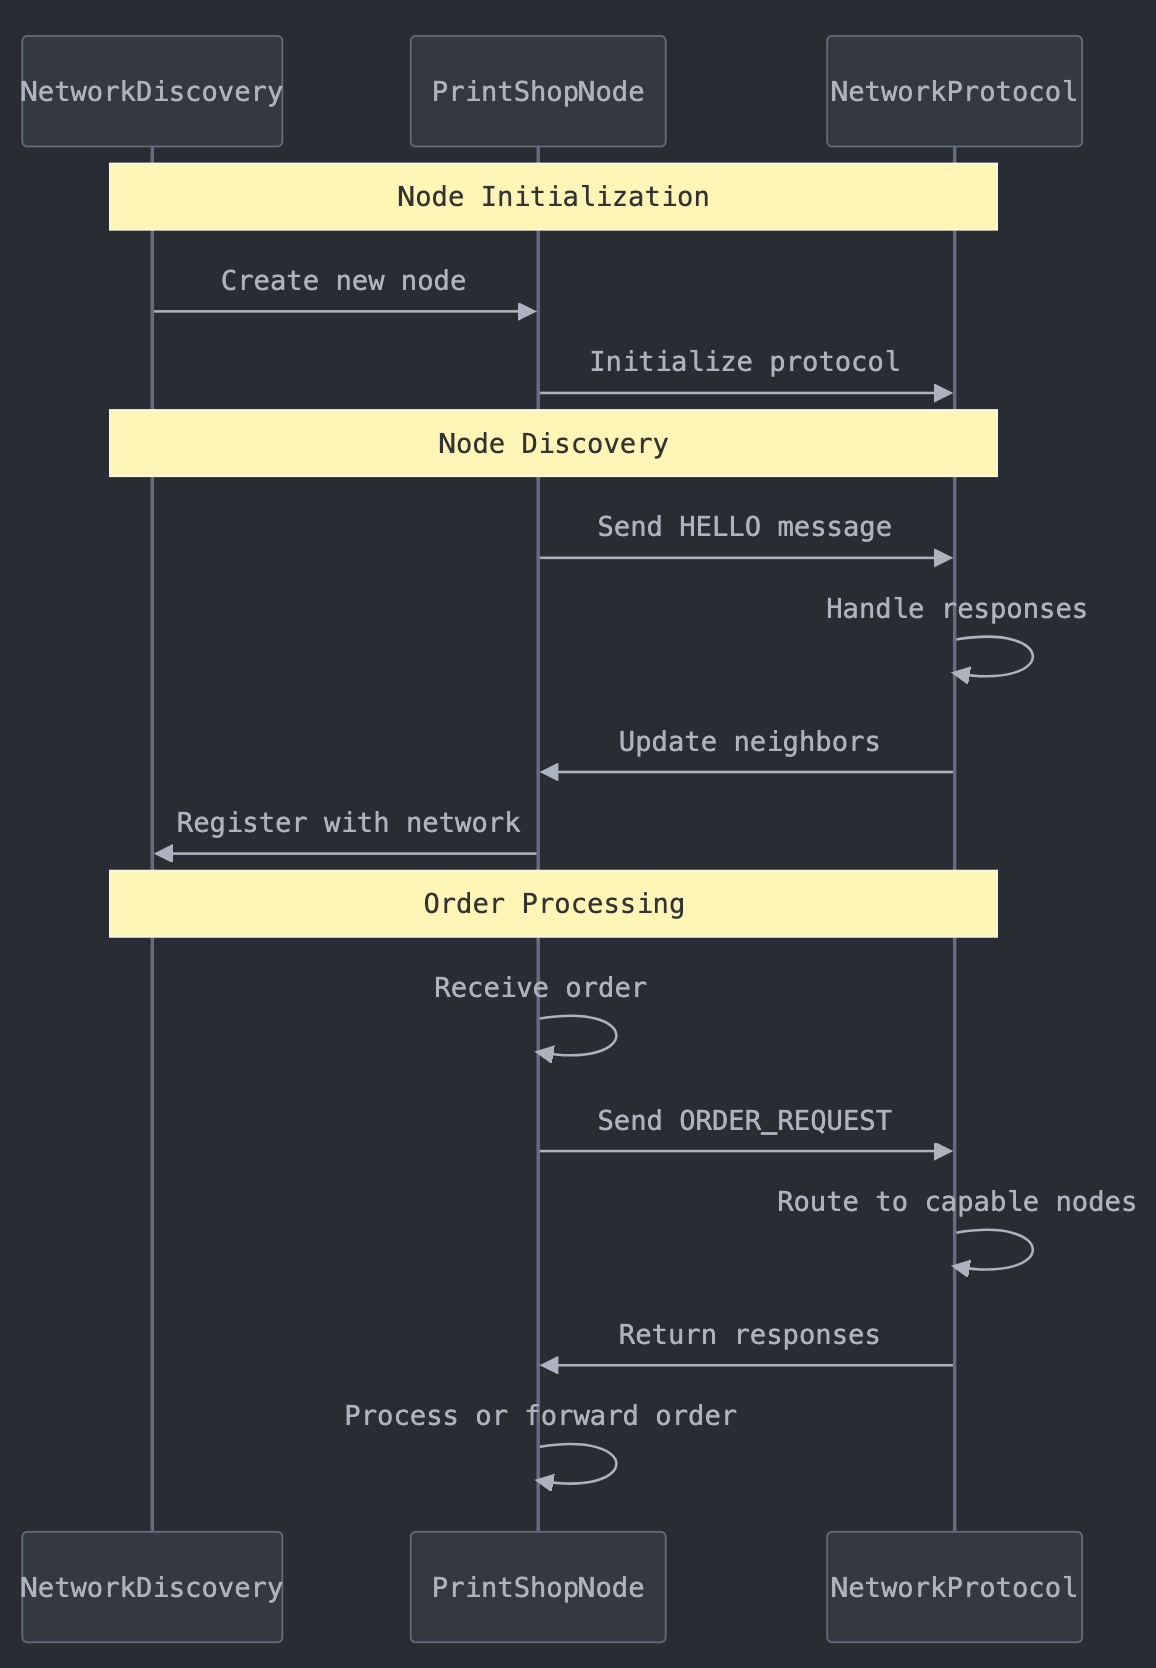 NetworkDiscovery
PrintShopNode
NetworkProtocol
Node Initialization
Create new node
Initialize protocol
Node Discovery
Send HELLO message
Handle responses
Update neighbors
Register with network
Order Processing
Receive order
Send ORDER_REQUEST
Route to capable nodes
Return responses
Process or forward order
NetworkDiscovery
PrintShopNode
NetworkProtocol